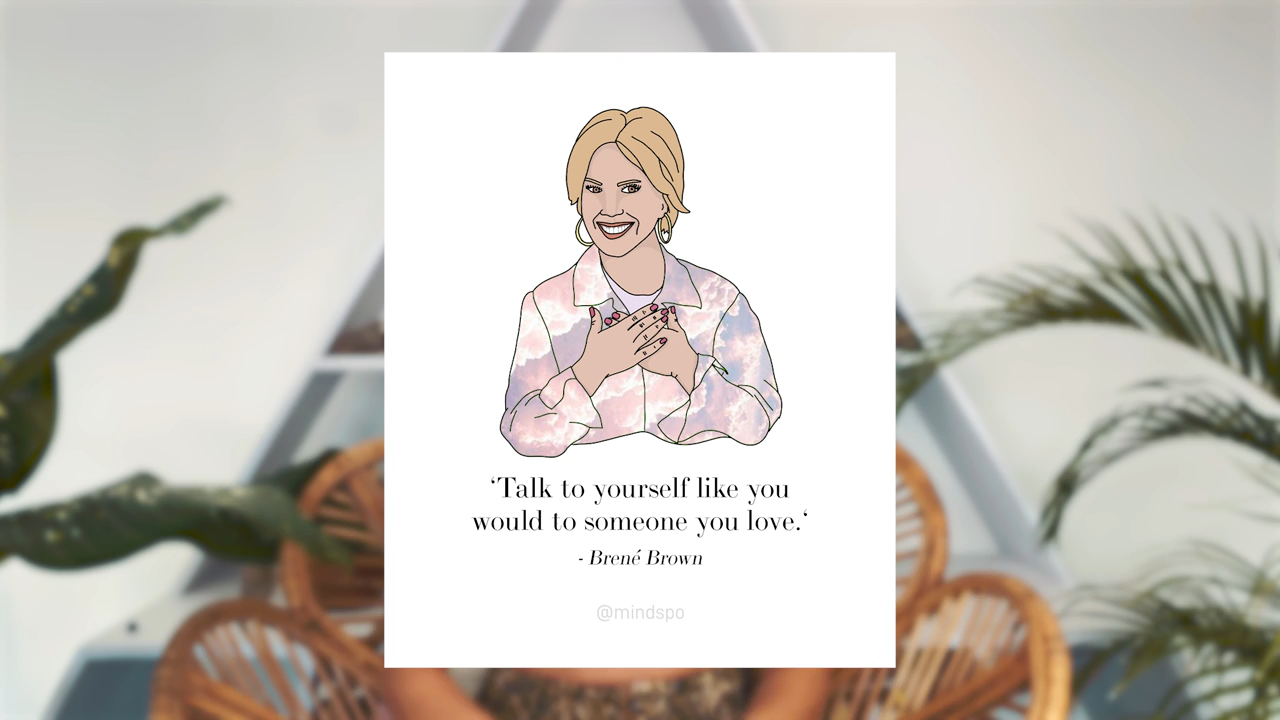 ‘Talk to yourself like you
would to someone you love.‘
- Brené Brown
@mindspo